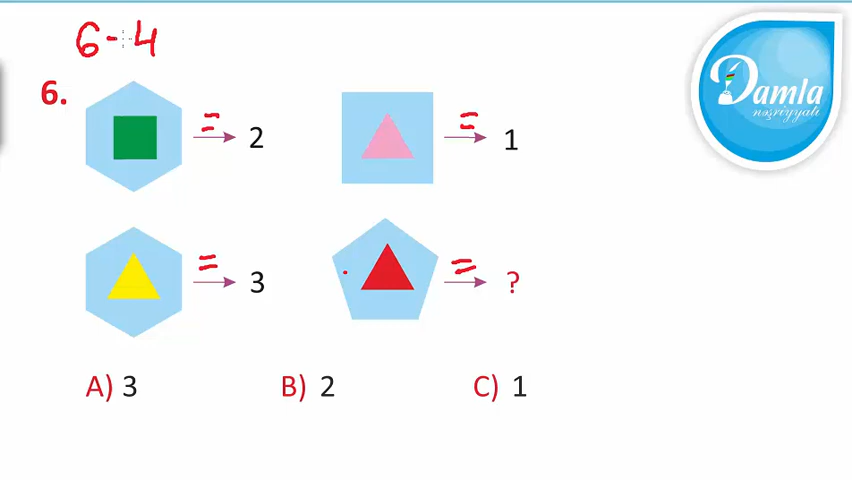 6-4
6.
= 2
= 1
= 3
= ?
A) 3
B) 2
C) 1
Damla
nəşriyyatı